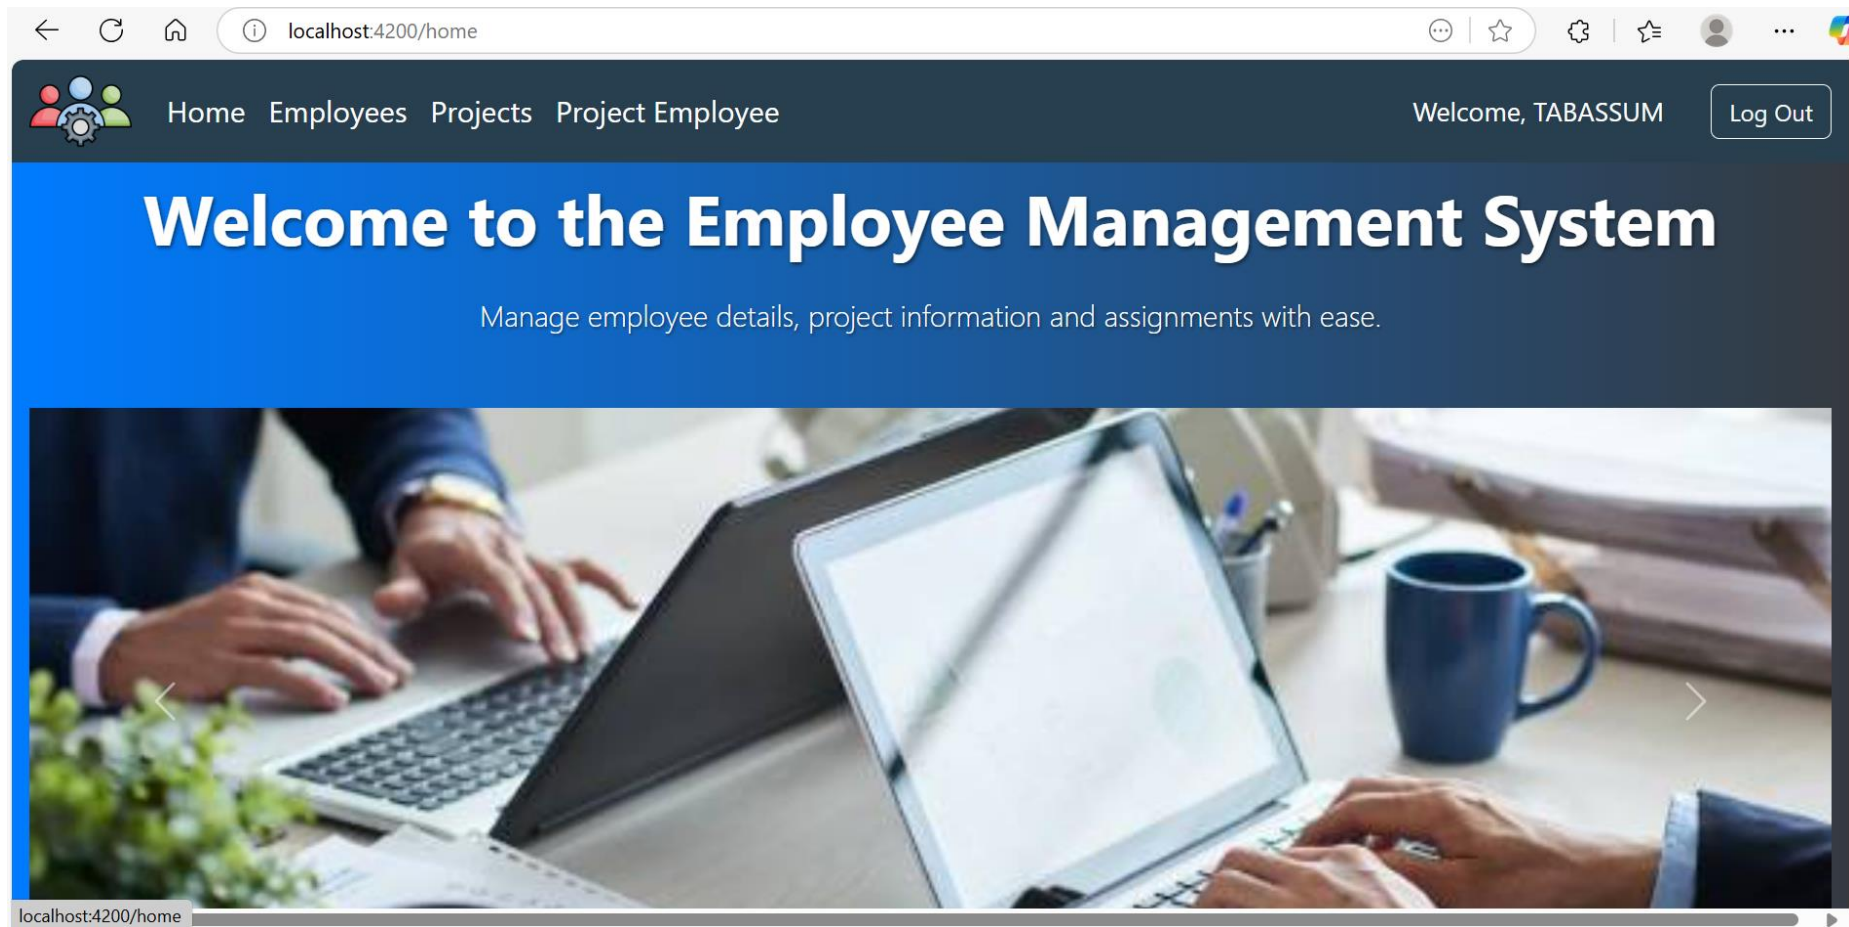 localhost:4200/home
Home Employees Projects Project Employee Welcome, TABASSUM Log Out
Welcome to the Employee Management System
Manage employee details, project information and assignments with ease.
localhost:4200/home